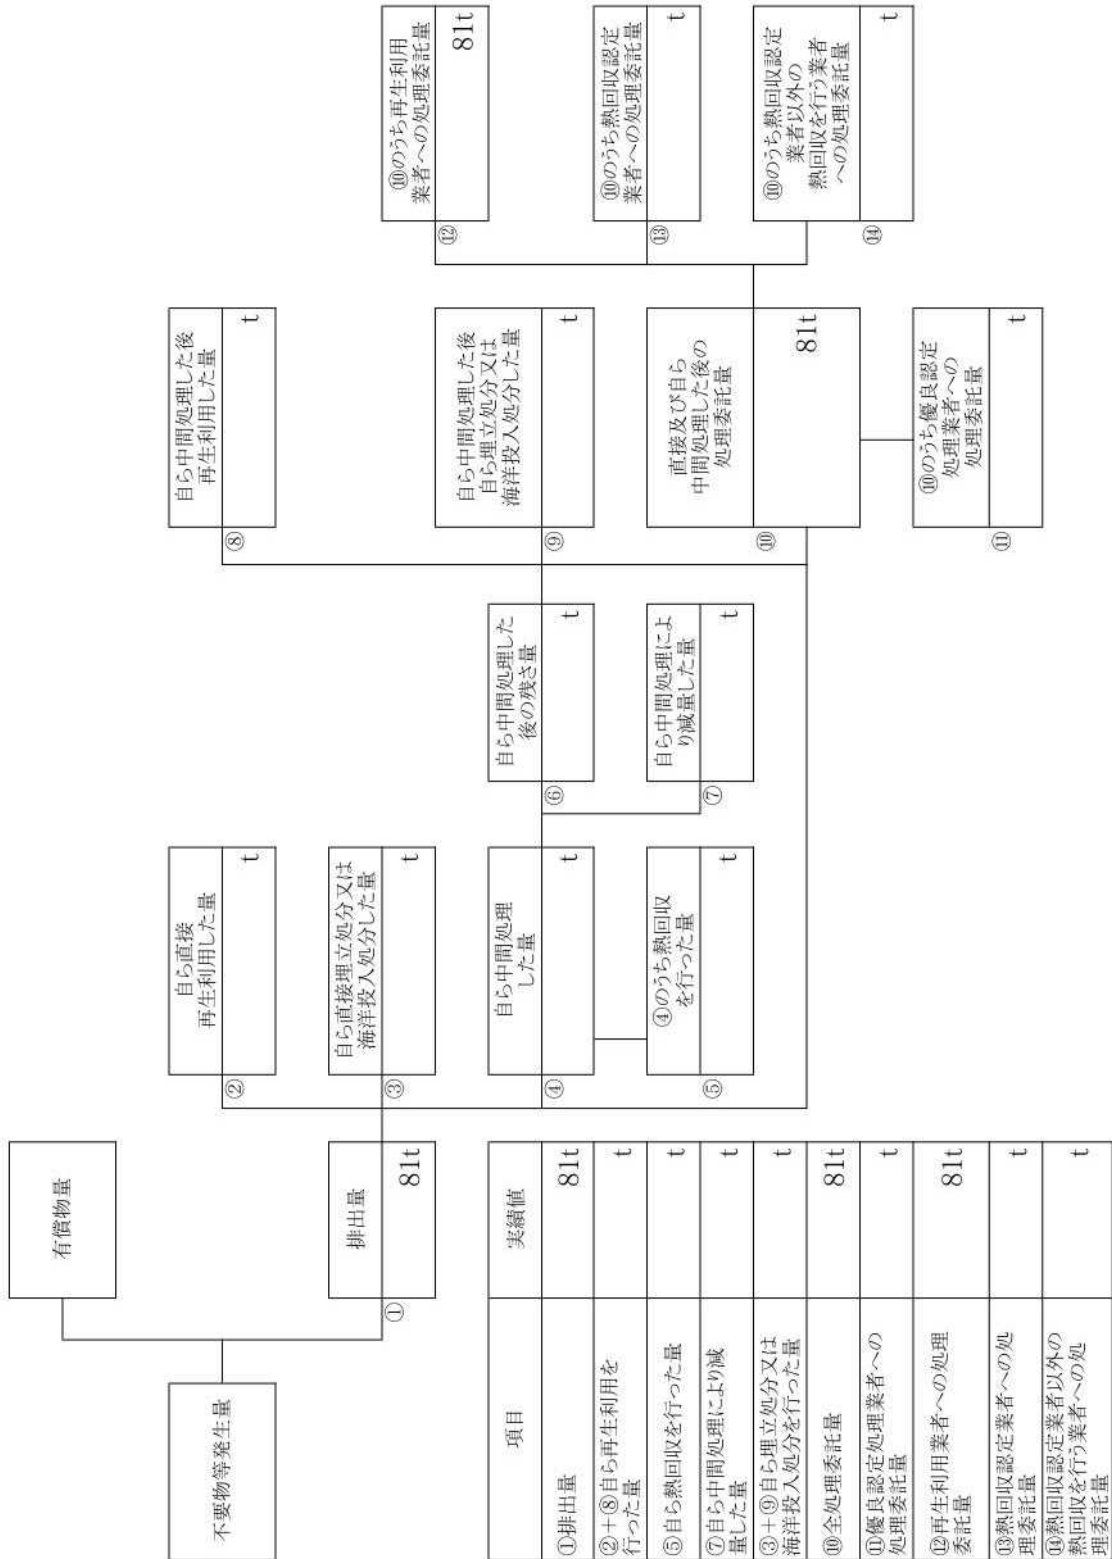 不要物等発生量
有償物量
排出量
①
81t
自ら直接
再生利用した量
②
t
自ら直接埋立処分又は
海洋投入処分した量
③
t
自ら中間処理
した量
④
t
④のうち熱回収
を行った量
⑤
t
自ら中間処理した
後の残さ量
⑥
t
自ら中間処理によ
り減量した量
⑦
t
自ら中間処理した後
再生利用した量
⑧
t
自ら中間処理した後
自ら埋立処分又は
海洋投入処分した量
⑨
t
直接及び自ら
中間処理した後の
処理委託量
⑩
81t
⑩のうち優良認定
処理業者への
処理委託量
⑪
t
⑩のうち再生利用
業者への処理委託量
⑫
81t
⑩のうち熱回収認定
業者への処理委託量
⑬
t
⑩のうち熱回収認定
業者以外の
熱回収を行う業者
への処理委託量
⑭
t
項目
実績値
①排出量
81t
②+⑧自ら再生利用を
行った量
t
⑤自ら熱回収を行った量
t
⑦自ら中間処理により減
量した量
t
③+⑨自ら埋立処分又は
海洋投入処分を行った量
t
⑩全処理委託量
81t
⑪優良認定処理業者への
処理委託量
t
⑫再生利用業者への処理
委託量
81t
⑬熱回収認定業者への処
理委託量
t
⑭熱回収認定業者以外の
熱回収を行う業者への処
理委託量
t